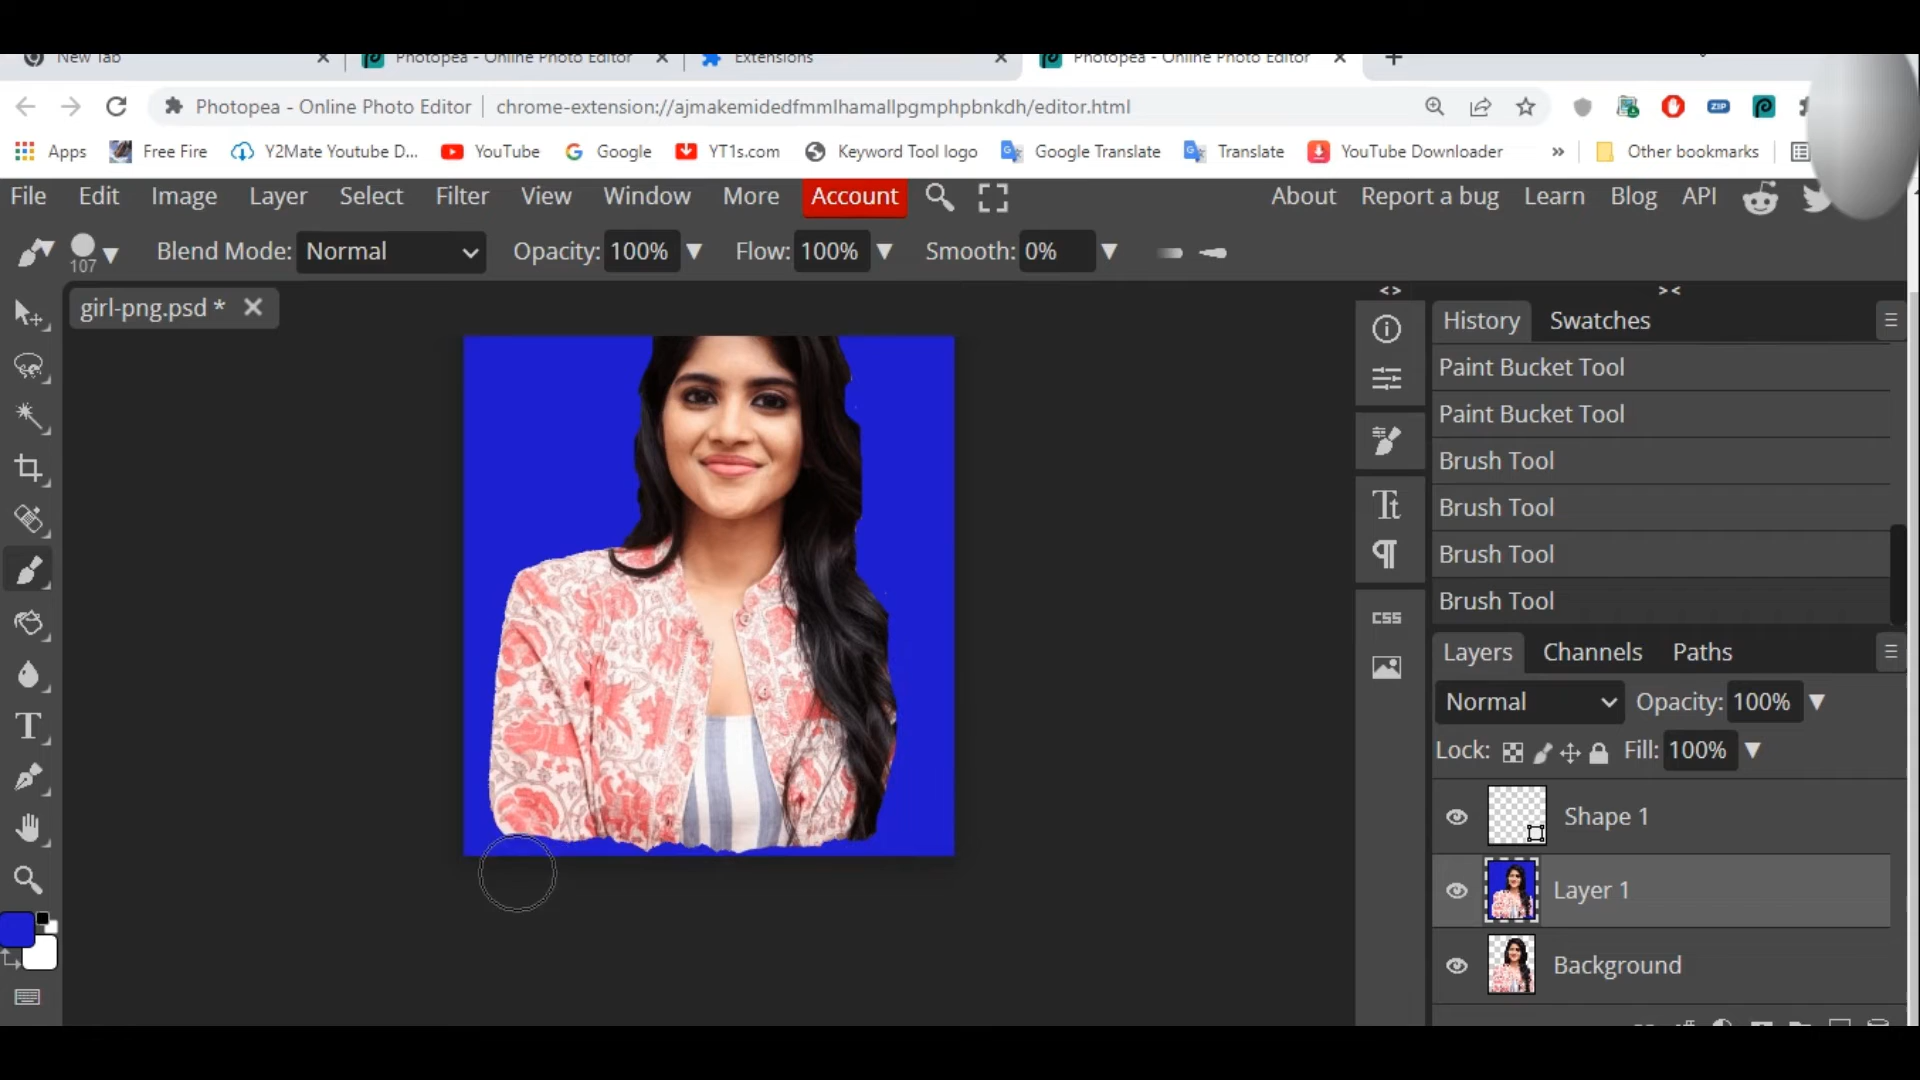 New Tab
Photopea - Online Photo Editor
Extensions
Photopea - Online Photo Editor
Photopea - Online Photo Editor
chrome-extension://ajmakemidedfmmlhamallpgmphpbnkdh/editor.html
ZIP
Apps
Free Fire
Y2Mate Youtube D...
YouTube
Google
YT1s.com
Keyword Tool logo
Google Translate
Translate
YouTube Downloader
»
Other bookmarks
File Edit Image Layer Select Filter View Window More Account
About Report a bug Learn Blog API
107
Blend Mode: Normal
Opacity: 100%
Flow: 100%
Smooth: 0%
girl-png.psd *
History Swatches
Paint Bucket Tool
Paint Bucket Tool
Brush Tool
Brush Tool
Brush Tool
Brush Tool
CSS
Layers Channels Paths
Normal Opacity: 100%
Lock: Fill: 100%
Shape 1
Layer 1
Background